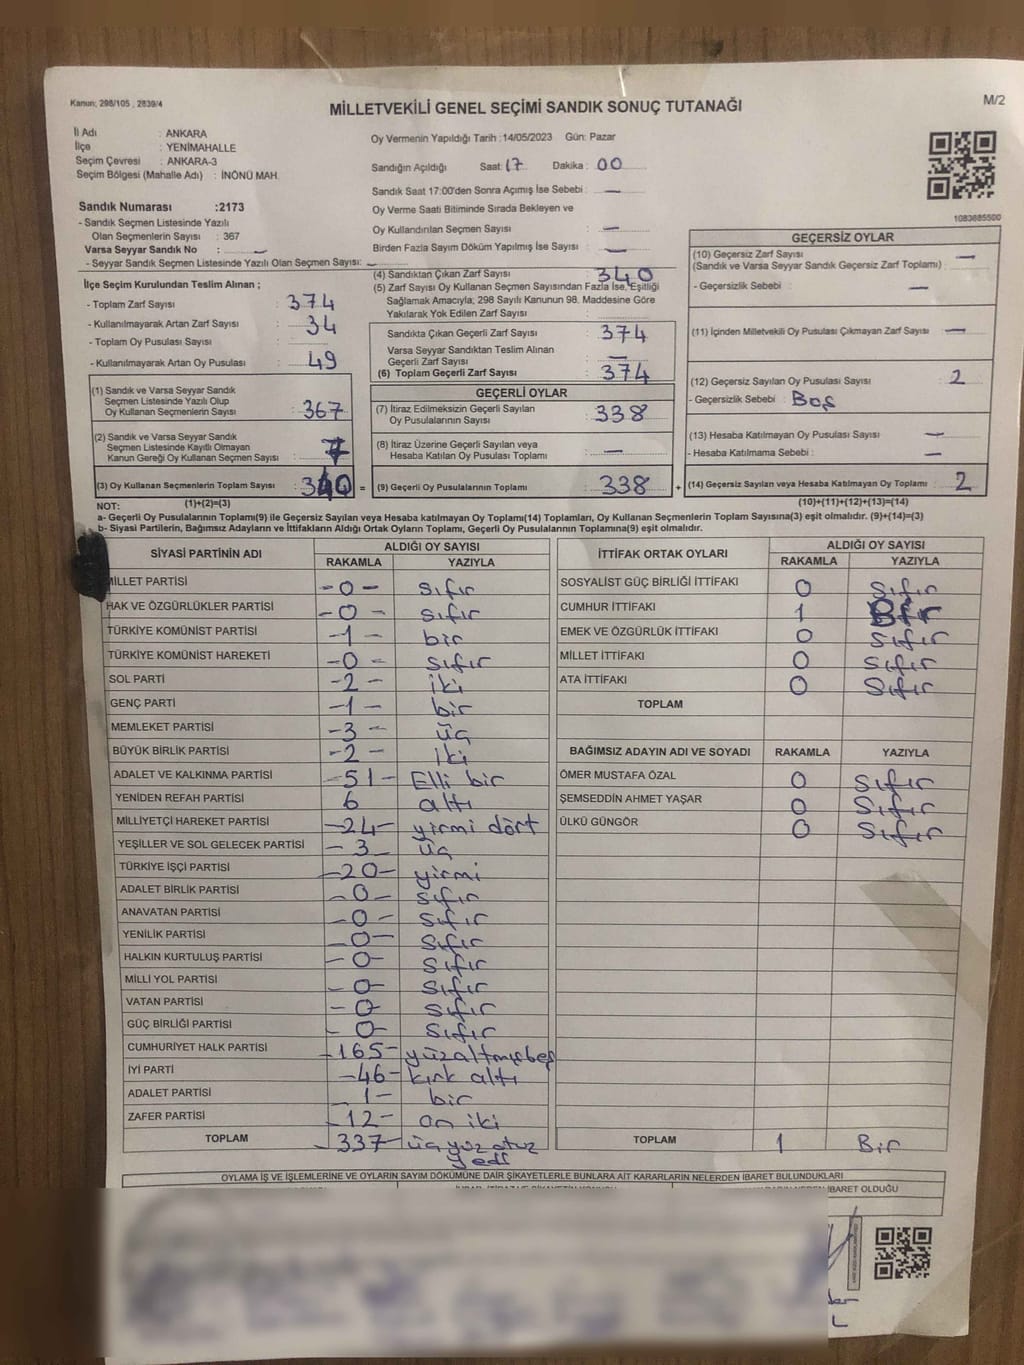 Kanun; 298/105 , 2839/4
MİLLETVEKİLİ GENEL SEÇİMİ SANDIK SONUÇ TUTANAĞI
M/2
İl Adı : ANKARA
İlçe : YENİMAHALLE
Seçim Çevresi : ANKARA-3
Seçim Bölgesi (Mahalle Adı) : İNÖNÜ MAH.
Sandık Numarası :2173
- Sandık Seçmen Listesinde Yazılı
Olan Seçmenlerin Sayısı : 367
Varsa Seyyar Sandık No : —
- Seyyar Sandık Seçmen Listesinde Yazılı Olan Seçmen Sayısı: —
Oy Vermenin Yapıldığı Tarih :14/05/2023 Gün: Pazar
Sandığın Açıldığı Saat: 17 Dakika : 00
Sandık Saat 17:00'den Sonra Açılmış İse Sebebi : —
Oy Verme Saati Bitiminde Sırada Bekleyen ve
Oy Kullandırılan Seçmen Sayısı : —
Birden Fazla Sayım Döküm Yapılmış İse Sayısı : —
1083685500
İlçe Seçim Kurulundan Teslim Alınan ;
- Toplam Zarf Sayısı : 374
- Kullanılmayarak Artan Zarf Sayısı : 34
- Toplam Oy Pusulası Sayısı :
- Kullanılmayarak Artan Oy Pusulası : 49
(1) Sandık ve Varsa Seyyar Sandık
Seçmen Listesinde Yazılı Olup
Oy Kullanan Seçmenlerin Sayısı : 367
(2) Sandık ve Varsa Seyyar Sandık
Seçmen Listesinde Kayıtlı Olmayan
Kanun Gereği Oy Kullanan Seçmen Sayısı : 7
(3) Oy Kullanan Seçmenlerin Toplam Sayısı : 340 =
(4) Sandıktan Çıkan Zarf Sayısı : 340
(5) Zarf Sayısı Oy Kullanan Seçmen Sayısından Fazla İse, Eşitliği
Sağlamak Amacıyla; 298 Sayılı Kanunun 98. Maddesine Göre
Yakılarak Yok Edilen Zarf Sayısı :
Sandıkta Çıkan Geçerli Zarf Sayısı : 374
Varsa Seyyar Sandıktan Teslim Alınan
Geçerli Zarf Sayısı : —
(6) Toplam Geçerli Zarf Sayısı : 374
GEÇERLİ OYLAR
(7) İtiraz Edilmeksizin Geçerli Sayılan
Oy Pusulalarının Sayısı : 338
(8) İtiraz Üzerine Geçerli Sayılan veya
Hesaba Katılan Oy Pusulası Toplamı : —
(9) Geçerli Oy Pusulalarının Toplamı : 338 +
GEÇERSİZ OYLAR
(10) Geçersiz Zarf Sayısı : —
(Sandık ve Varsa Seyyar Sandık Geçersiz Zarf Toplamı)
- Geçersizlik Sebebi : —
(11) İçinden Milletvekili Oy Pusulası Çıkmayan Zarf Sayısı : —
(12) Geçersiz Sayılan Oy Pusulası Sayısı : 2
- Geçersizlik Sebebi : Boş
(13) Hesaba Katılmayan Oy Pusulası Sayısı : —
- Hesaba Katılmama Sebebi : —
(14) Geçersiz Sayılan veya Hesaba Katılmayan Oy Toplamı : 2
NOT: (1)+(2)=(3) (10)+(11)+(12)+(13)=(14)
a- Geçerli Oy Pusulalarının Toplamı(9) ile Geçersiz Sayılan veya Hesaba katılmayan Oy Toplamı(14) Toplamları, Oy Kullanan Seçmenlerin Toplam Sayısına(3) eşit olmalıdır. (9)+(14)=(3)
b- Siyasi Partilerin, Bağımsız Adayların ve İttifakların Aldığı Ortak Oyların Toplamı, Geçerli Oy Pusulalarının Toplamına(9) eşit olmalıdır.
SİYASİ PARTİNİN ADI ALDIĞI OY SAYISI
RAKAMLA YAZIYLA
MİLLET PARTİSİ -0- sıfır
HAK VE ÖZGÜRLÜKLER PARTİSİ -0- sıfır
TÜRKİYE KOMÜNİST PARTİSİ -1- bir
TÜRKİYE KOMÜNİST HAREKETİ -0- sıfır
SOL PARTİ -2- iki
GENÇ PARTİ -1- bir
MEMLEKET PARTİSİ -3- üç
BÜYÜK BİRLİK PARTİSİ -2- iki
ADALET VE KALKINMA PARTİSİ -51- Elli bir
YENİDEN REFAH PARTİSİ 6 altı
MİLLİYETÇİ HAREKET PARTİSİ -24- yirmi dört
YEŞİLLER VE SOL GELECEK PARTİSİ -3- üç
TÜRKİYE İŞÇİ PARTİSİ -20- yirmi
ADALET BİRLİK PARTİSİ -0- sıfır
ANAVATAN PARTİSİ -0- sıfır
YENİLİK PARTİSİ -0- sıfır
HALKIN KURTULUŞ PARTİSİ -0- sıfır
MİLLİ YOL PARTİSİ -0- sıfır
VATAN PARTİSİ -0- sıfır
GÜÇ BİRLİĞİ PARTİSİ -0- sıfır
CUMHURİYET HALK PARTİSİ -165- yüzaltmışbeş
İYİ PARTİ -46- kırk altı
ADALET PARTİSİ -1- bir
ZAFER PARTİSİ -12- on iki
TOPLAM -337- üç yüz otuz
yedi
İTTİFAK ORTAK OYLARI ALDIĞI OY SAYISI
RAKAMLA YAZIYLA
SOSYALİST GÜÇ BİRLİĞİ İTTİFAKI 0 Sıfır
CUMHUR İTTİFAKI 1 Bir
EMEK VE ÖZGÜRLÜK İTTİFAKI 0 Sıfır
MİLLET İTTİFAKI 0 Sıfır
ATA İTTİFAKI 0 Sıfır
TOPLAM
BAĞIMSIZ ADAYIN ADI VE SOYADI RAKAMLA YAZIYLA
ÖMER MUSTAFA ÖZAL 0 Sıfır
ŞEMSEDDİN AHMET YAŞAR 0 Sıfır
ÜLKÜ GÜNGÖR 0 Sıfır
TOPLAM 1 Bir
OYLAMA İŞ VE İŞLEMLERİNE VE OYLARIN SAYIM DÖKÜMÜNE DAİR ŞİKAYETLERLE BUNLARA AİT KARARLARIN NELERDEN İBARET BULUNDUKLARI
İBARET OLDUĞU